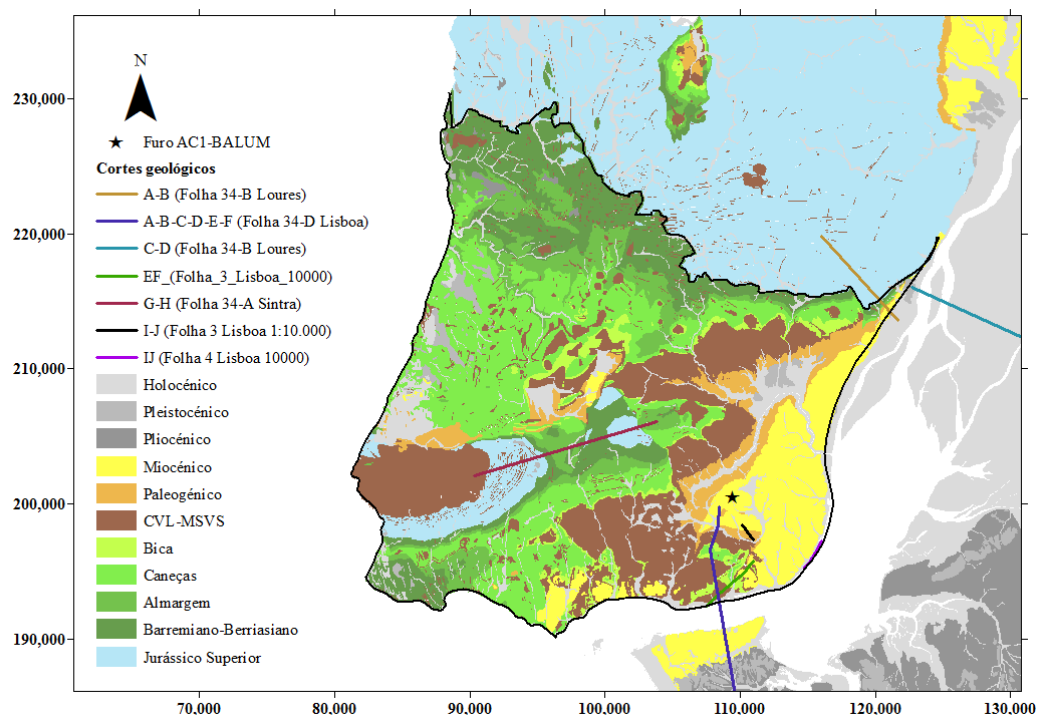 N
Furo AC1-BALUM
Cortes geológicos
A-B (Folha 34-B Loures)
A-B-C-D-E-F (Folha 34-D Lisboa)
C-D (Folha 34-B Loures)
EF_(Folha_3_Lisboa_10000)
G-H (Folha 34-A Sintra)
I-J (Folha 3 Lisboa 1:10.000)
IJ (Folha 4 Lisboa 10000)
Holocénico
Pleistocénico
Pliocénico
Miocénico
Paleogénico
CVL-MSVS
Bica
Caneças
Almargem
Barremiano-Berriasiano
Jurássico Superior
230,000
220,000
210,000
200,000
190,000
70,000 80,000 90,000 100,000 110,000 120,000 130,000